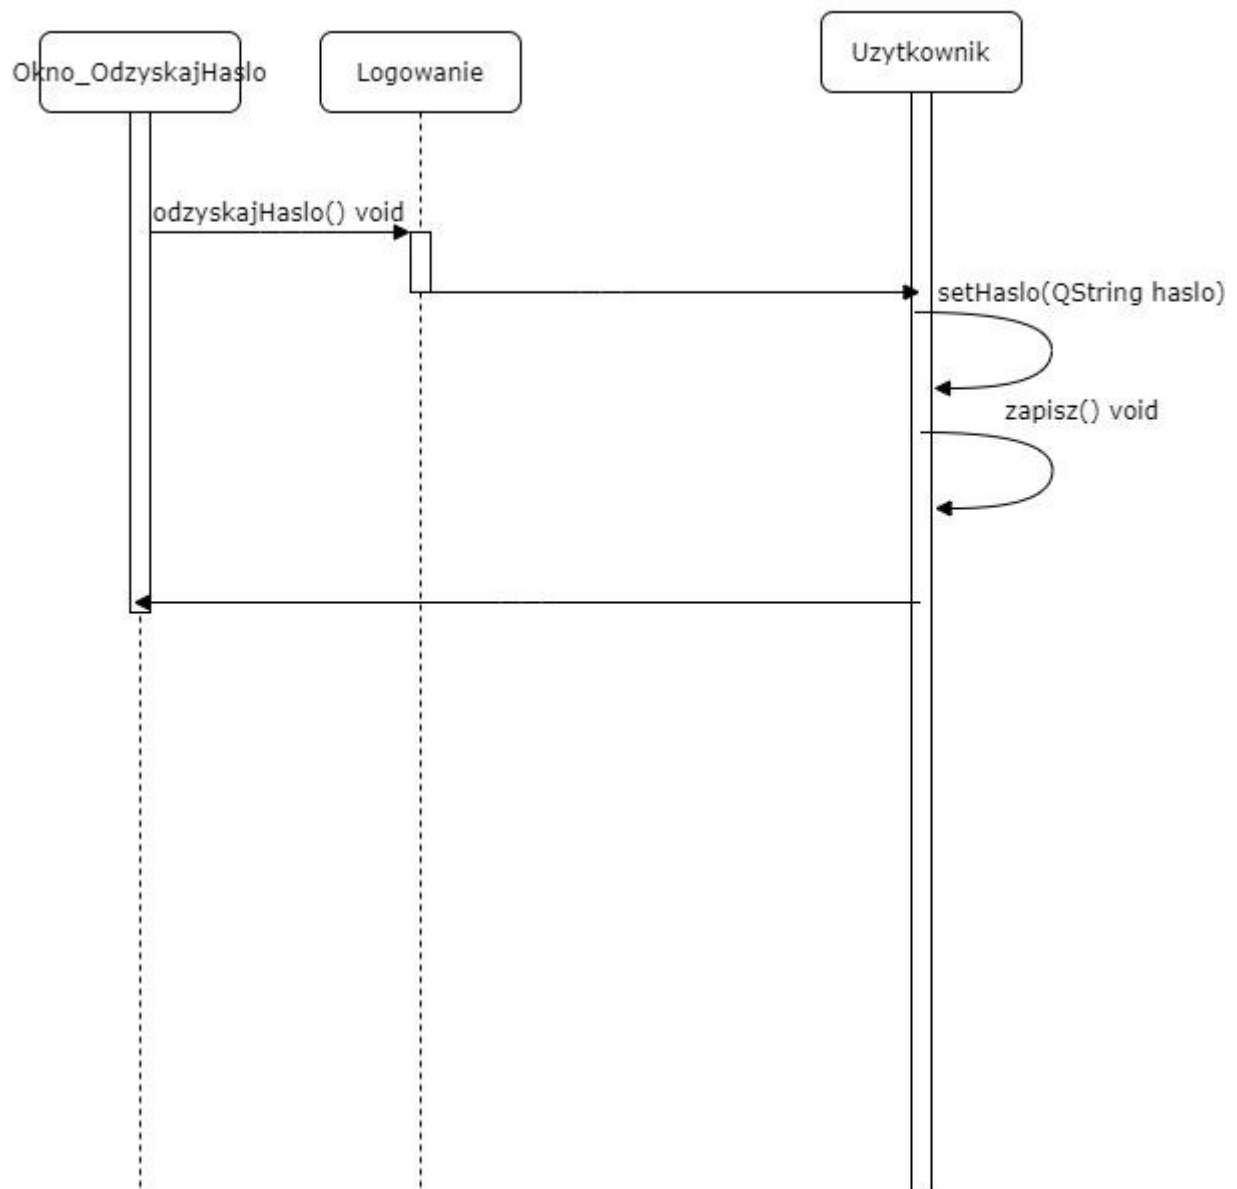 Okno_OdzyskajHaslo
Logowanie
Uzytkownik
odzyskajHaslo() void
setHaslo(QString haslo)
zapisz() void